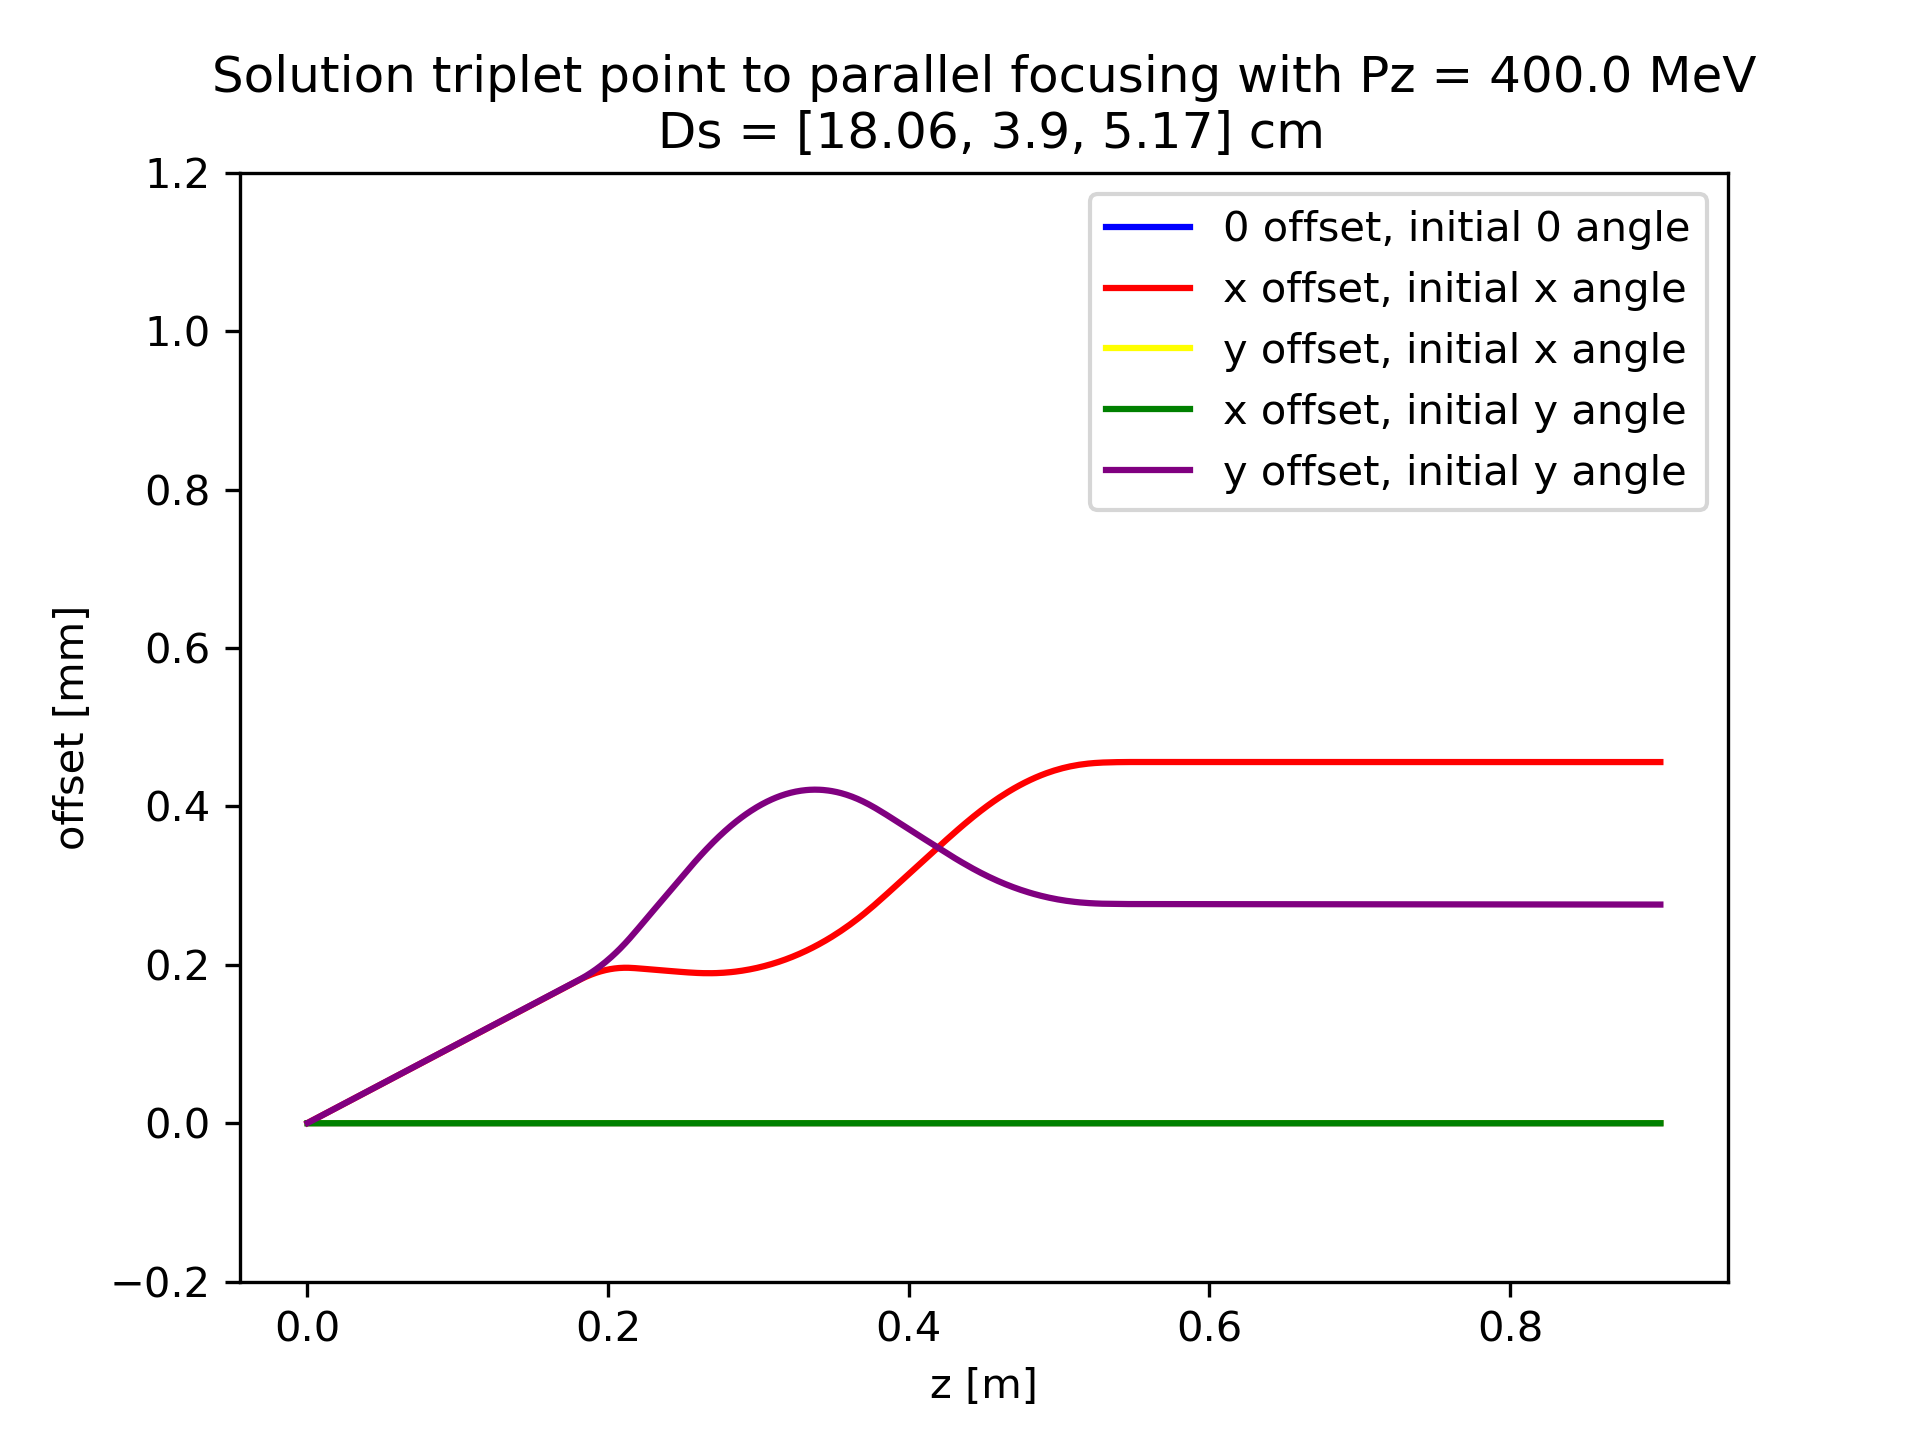 Solution triplet point to parallel focusing with Pz = 400.0 MeV
Ds = [18.06, 3.9, 5.17] cm
1.2
1.0
0.8
0.6
0.4
0.2
0.0
−0.2
offset [mm]
0 offset, initial 0 angle
x offset, initial x angle
y offset, initial x angle
x offset, initial y angle
y offset, initial y angle
0.0 0.2 0.4 0.6 0.8
z [m]